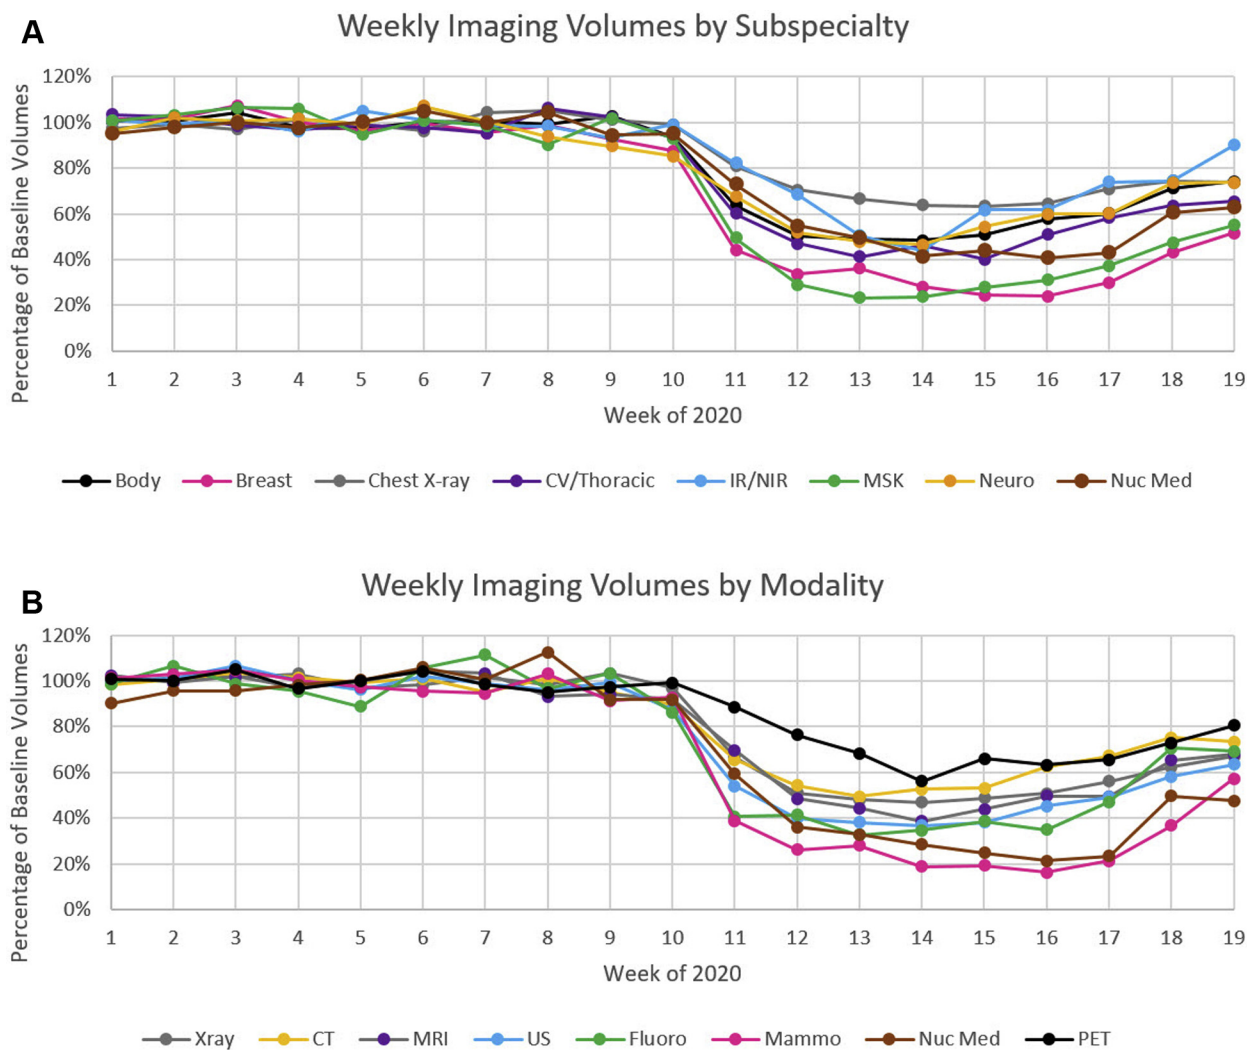 A
Weekly Imaging Volumes by Subspecialty
Percentage of Baseline Volumes
120%
100%
80%
60%
40%
20%
0%
1 2 3 4 5 6 7 8 9 10 11 12 13 14 15 16 17 18 19
Week of 2020
Body Breast Chest X-ray CV/Thoracic IR/NIR MSK Neuro Nuc Med
B
Weekly Imaging Volumes by Modality
Percentage of Baseline Volumes
120%
100%
80%
60%
40%
20%
0%
1 2 3 4 5 6 7 8 9 10 11 12 13 14 15 16 17 18 19
Week of 2020
Xray CT MRI US Fluoro Mammo Nuc Med PET